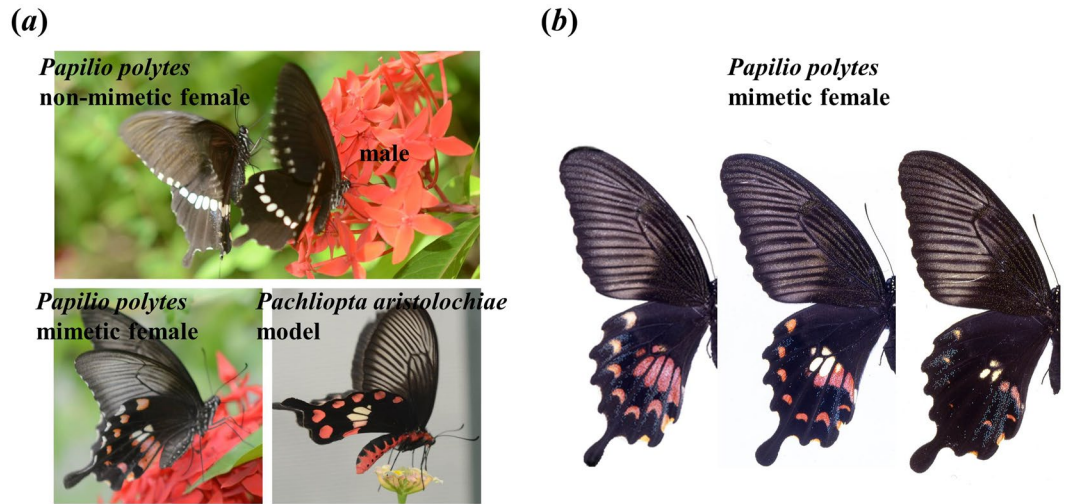 (a)
Papilio polytes
non-mimetic female
male
Papilio polytes
mimetic female
Pachliopta aristolochiae
model
(b)
Papilio polytes
mimetic female